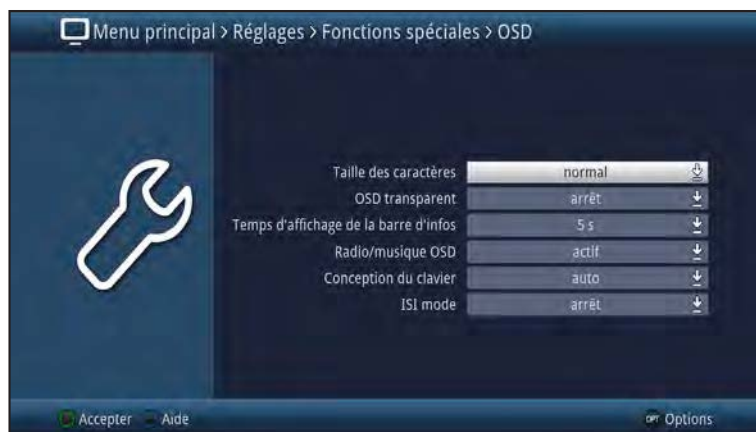 Menu principal > Réglages > Fonctions spéciales > OSD
Taille des caractères normal
OSD transparent arrêt
Temps d'affichage de la barre d'infos 5 s
Radio/musique OSD actif
Conception du clavier auto
ISI mode arrêt
Accepter Aide OPT Options